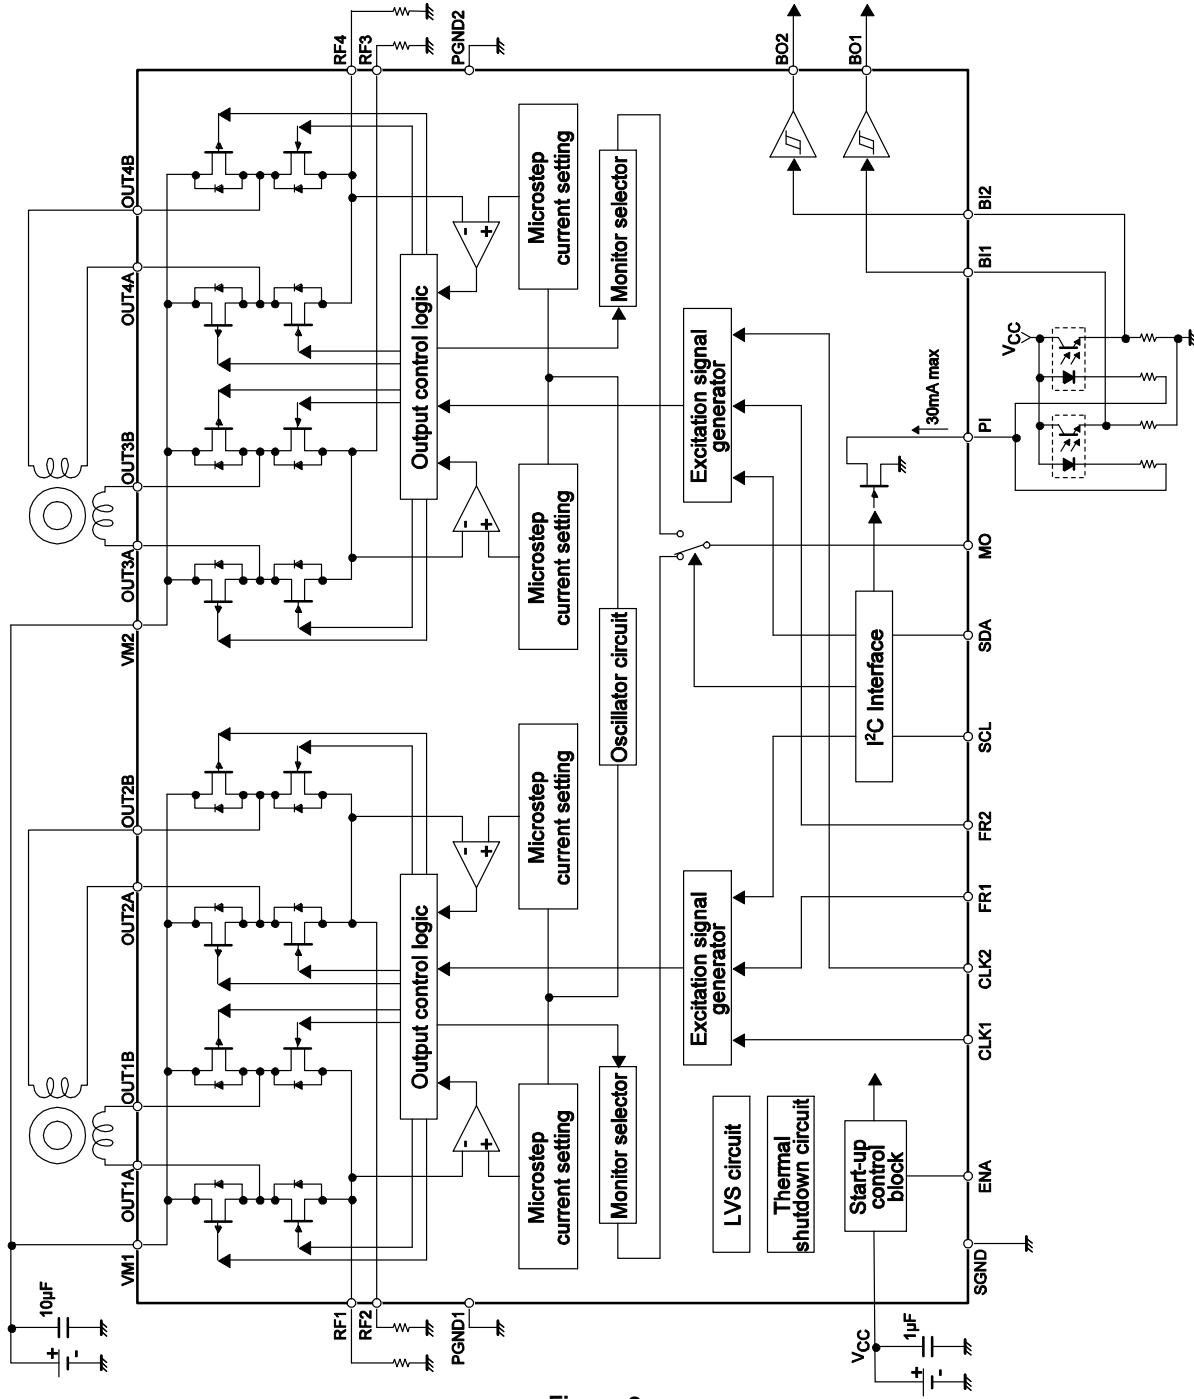 +
-
10µF
VM1
OUT1A
OUT1B
OUT2A
OUT2B
VM2
OUT3A
OUT3B
OUT4A
OUT4B
RF1
RF2
PGND1
RF4
RF3
PGND2
Output control logic
Output control logic
-
+
-
+
-
+
-
+
Microstep
current setting
Microstep
current setting
Microstep
current setting
Microstep
current setting
Monitor selector
Oscillator circuit
Monitor selector
LVS circuit
Thermal
shutdown circuit
Excitation signal
generator
Excitation signal
generator
Start-up
control
block
I²C Interface
BO2
BO1
VCC
1µF
+
-
SGND
ENA
CLK1
CLK2
FR1
FR2
SCL
SDA
MO
PI
BI1
BI2
30mA max
VCC
Figure